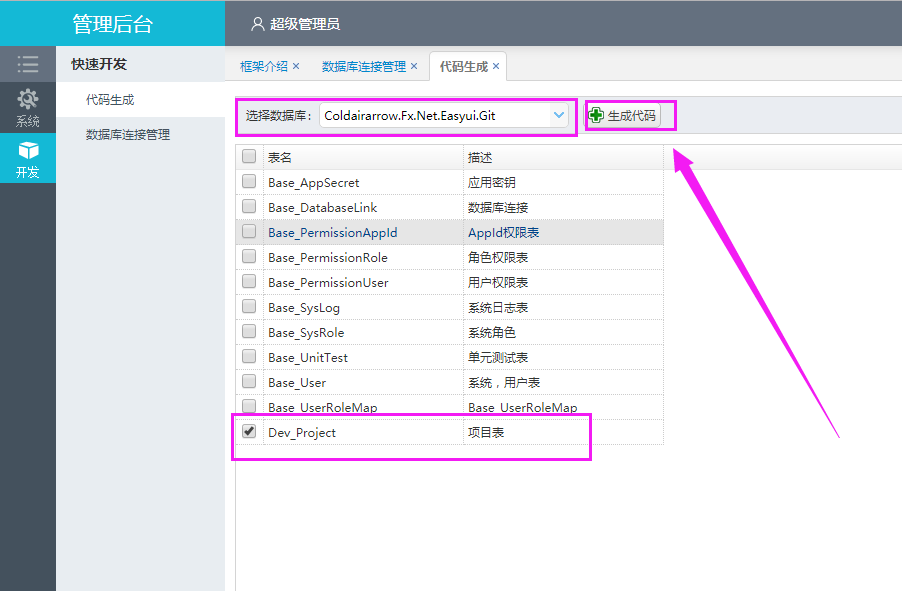 管理后台
超级管理员
系统
开发
快速开发
代码生成
数据库连接管理
框架介绍 × 数据库连接管理 × 代码生成 ×
选择数据库： Coldairarrow.Fx.Net.Easyui.Git 生成代码
表名 描述
Base_AppSecret 应用密钥
Base_DatabaseLink 数据库连接
Base_PermissionAppId AppId权限表
Base_PermissionRole 角色权限表
Base_PermissionUser 用户权限表
Base_SysLog 系统日志表
Base_SysRole 系统角色
Base_UnitTest 单元测试表
Base_User 系统，用户表
Base_UserRoleMap Base_UserRoleMap
Dev_Project 项目表